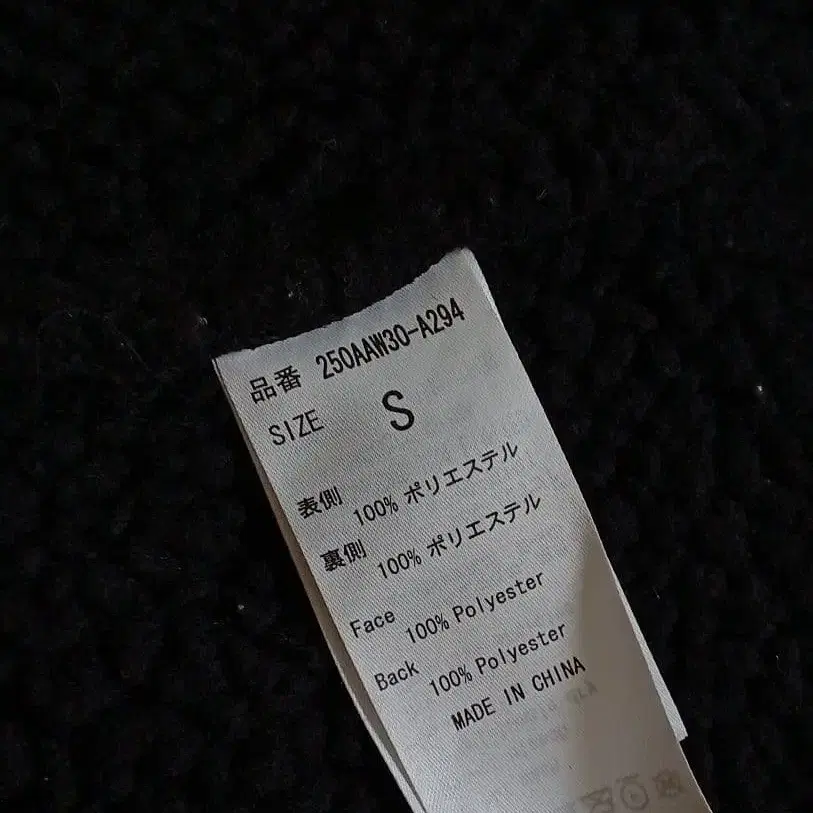 品番 250AAW30-A294
SIZE S
表側 100% ポリエステル
裏側 100% ポリエステル
Face 100% Polyester
Back 100% Polyester
MADE IN CHINA